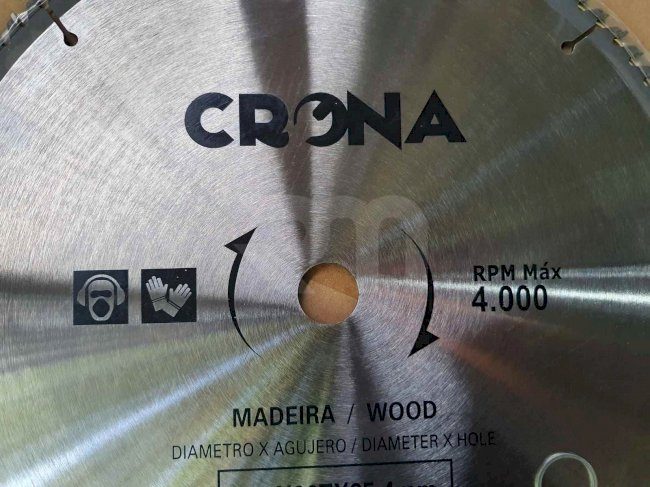 CRONA
RPM Máx
4.000
MADEIRA / WOOD
DIAMETRO X AGUJERO / DIAMETER X HOLE